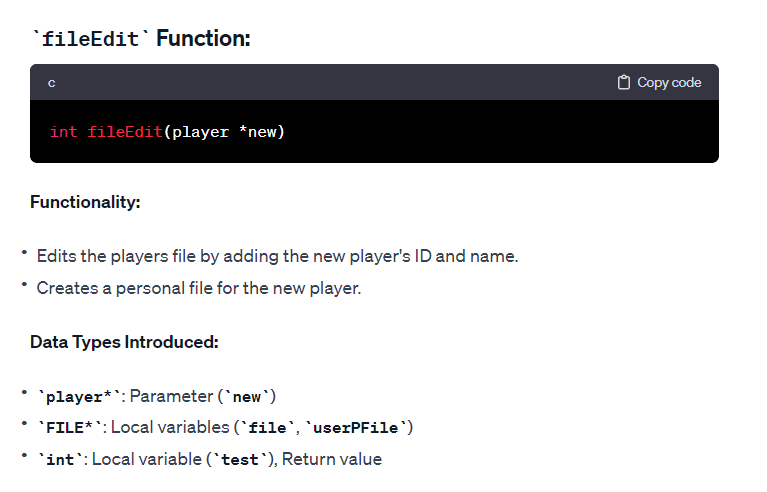 `fileEdit` Function:
c Copy code
int fileEdit(player *new)
Functionality:
• Edits the players file by adding the new player's ID and name.
• Creates a personal file for the new player.
Data Types Introduced:
• `player*`: Parameter (`new`)
• `FILE*`: Local variables (`file`, `userPFile`)
• `int`: Local variable (`test`), Return value